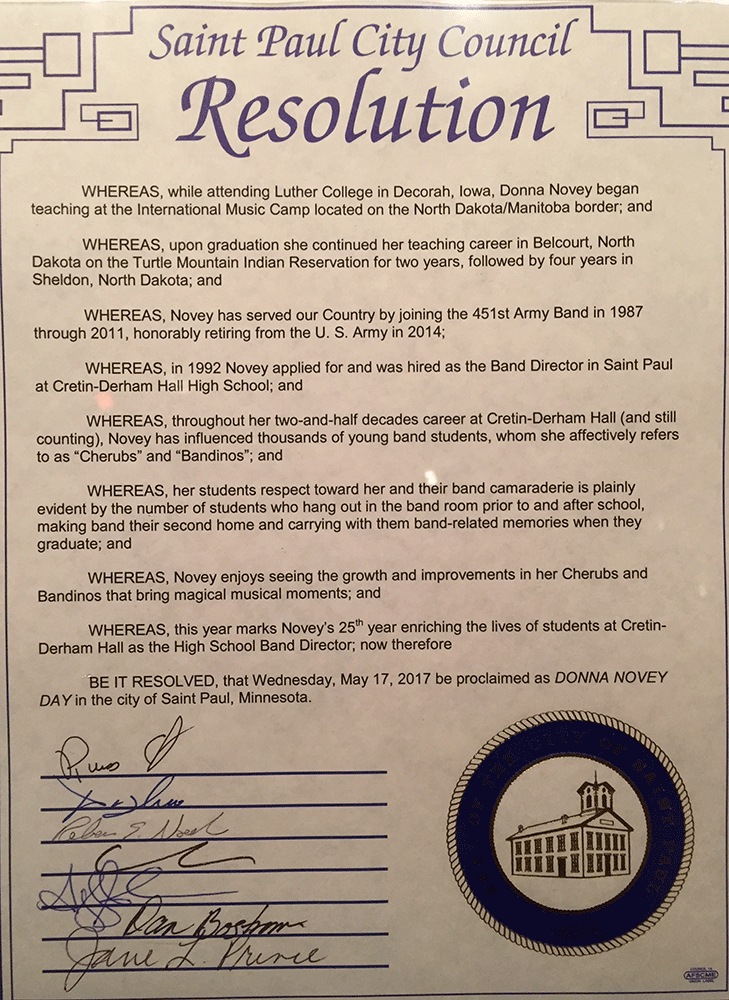 Saint Paul City Council
Resolution
WHEREAS, while attending Luther College in Decorah, Iowa, Donna Novey began
teaching at the International Music Camp located on the North Dakota/Manitoba border; and
WHEREAS, upon graduation she continued her teaching career in Belcourt, North
Dakota on the Turtle Mountain Indian Reservation for two years, followed by four years in
Sheldon, North Dakota; and
WHEREAS, Novey has served our Country by joining the 451st Army Band in 1987
through 2011, honorably retiring from the U. S. Army in 2014;
WHEREAS, in 1992 Novey applied for and was hired as the Band Director in Saint Paul
at Cretin-Derham Hall High School; and
WHEREAS, throughout her two-and-half decades career at Cretin-Derham Hall (and still
counting), Novey has influenced thousands of young band students, whom she affectively refers
to as “Cherubs” and “Bandinos”; and
WHEREAS, her students respect toward her and their band camaraderie is plainly
evident by the number of students who hang out in the band room prior to and after school,
making band their second home and carrying with them band-related memories when they
graduate; and
WHEREAS, Novey enjoys seeing the growth and improvements in her Cherubs and
Bandinos that bring magical musical moments; and
WHEREAS, this year marks Novey’s 25th year enriching the lives of students at Cretin-
Derham Hall as the High School Band Director; now therefore
BE IT RESOLVED, that Wednesday, May 17, 2017 be proclaimed as DONNA NOVEY
DAY in the city of Saint Paul, Minnesota.
Dan Bostrom
Jane L. Prince
AFSCME